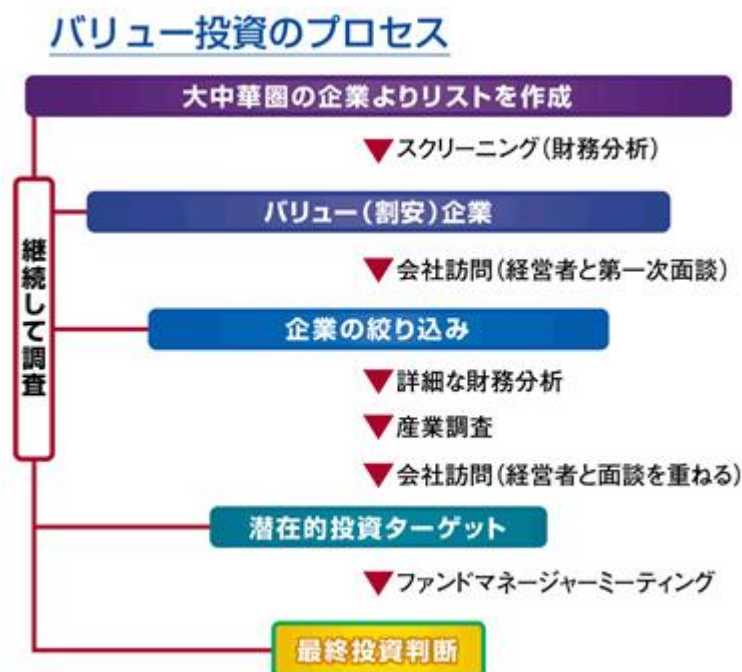 バリュー投資のプロセス
大中華圏の企業よりリストを作成
▼スクリーニング(財務分析)
バリュー(割安)企業
▼会社訪問(経営者と第一次面談)
継続して調査
企業の絞り込み
▼詳細な財務分析
▼産業調査
▼会社訪問(経営者と面談を重ねる)
潜在的投資ターゲット
▼ファンドマネージャーミーティング
最終投資判断